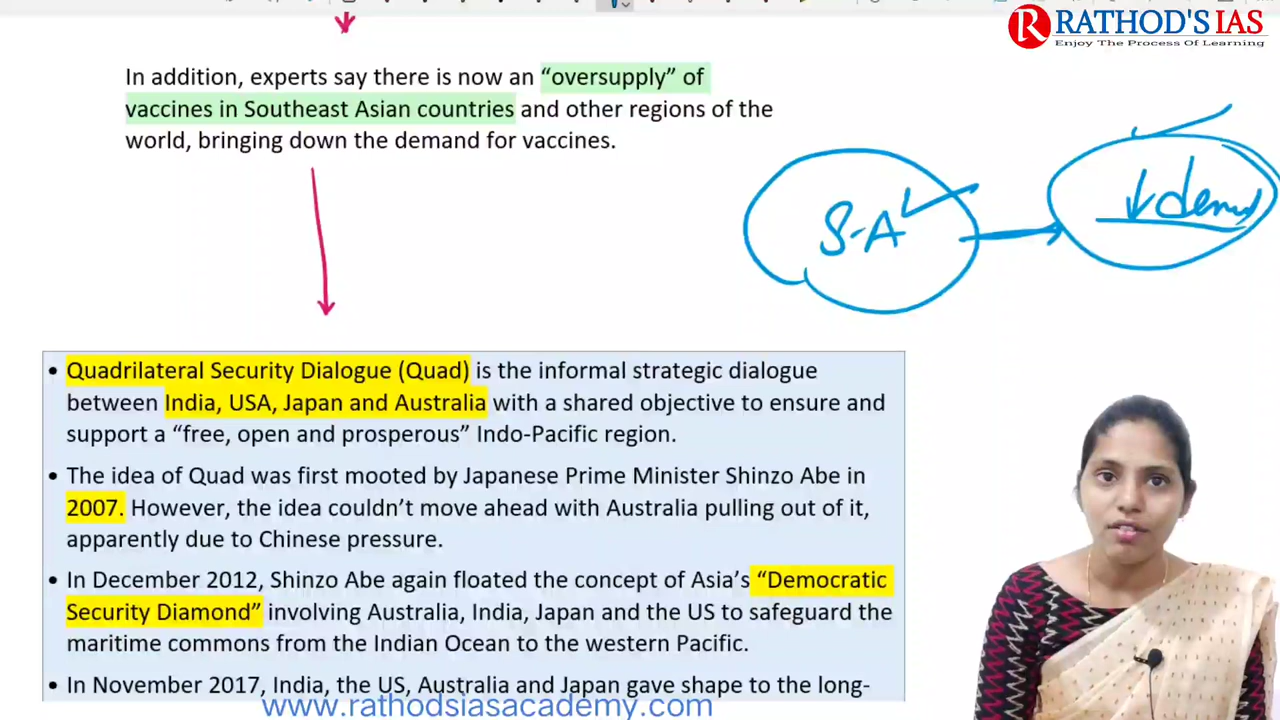 RATHOD'S IAS
Enjoy The Process Of Learning
In addition, experts say there is now an “oversupply” of
vaccines in Southeast Asian countries and other regions of the
world, bringing down the demand for vaccines.
S-A
↓ demand
• Quadrilateral Security Dialogue (Quad) is the informal strategic dialogue
between India, USA, Japan and Australia with a shared objective to ensure and
support a “free, open and prosperous” Indo-Pacific region.
• The idea of Quad was first mooted by Japanese Prime Minister Shinzo Abe in
2007. However, the idea couldn’t move ahead with Australia pulling out of it,
apparently due to Chinese pressure.
• In December 2012, Shinzo Abe again floated the concept of Asia’s “Democratic
Security Diamond” involving Australia, India, Japan and the US to safeguard the
maritime commons from the Indian Ocean to the western Pacific.
• In November 2017, India, the US, Australia and Japan gave shape to the long-
www.rathodsiasacademy.com